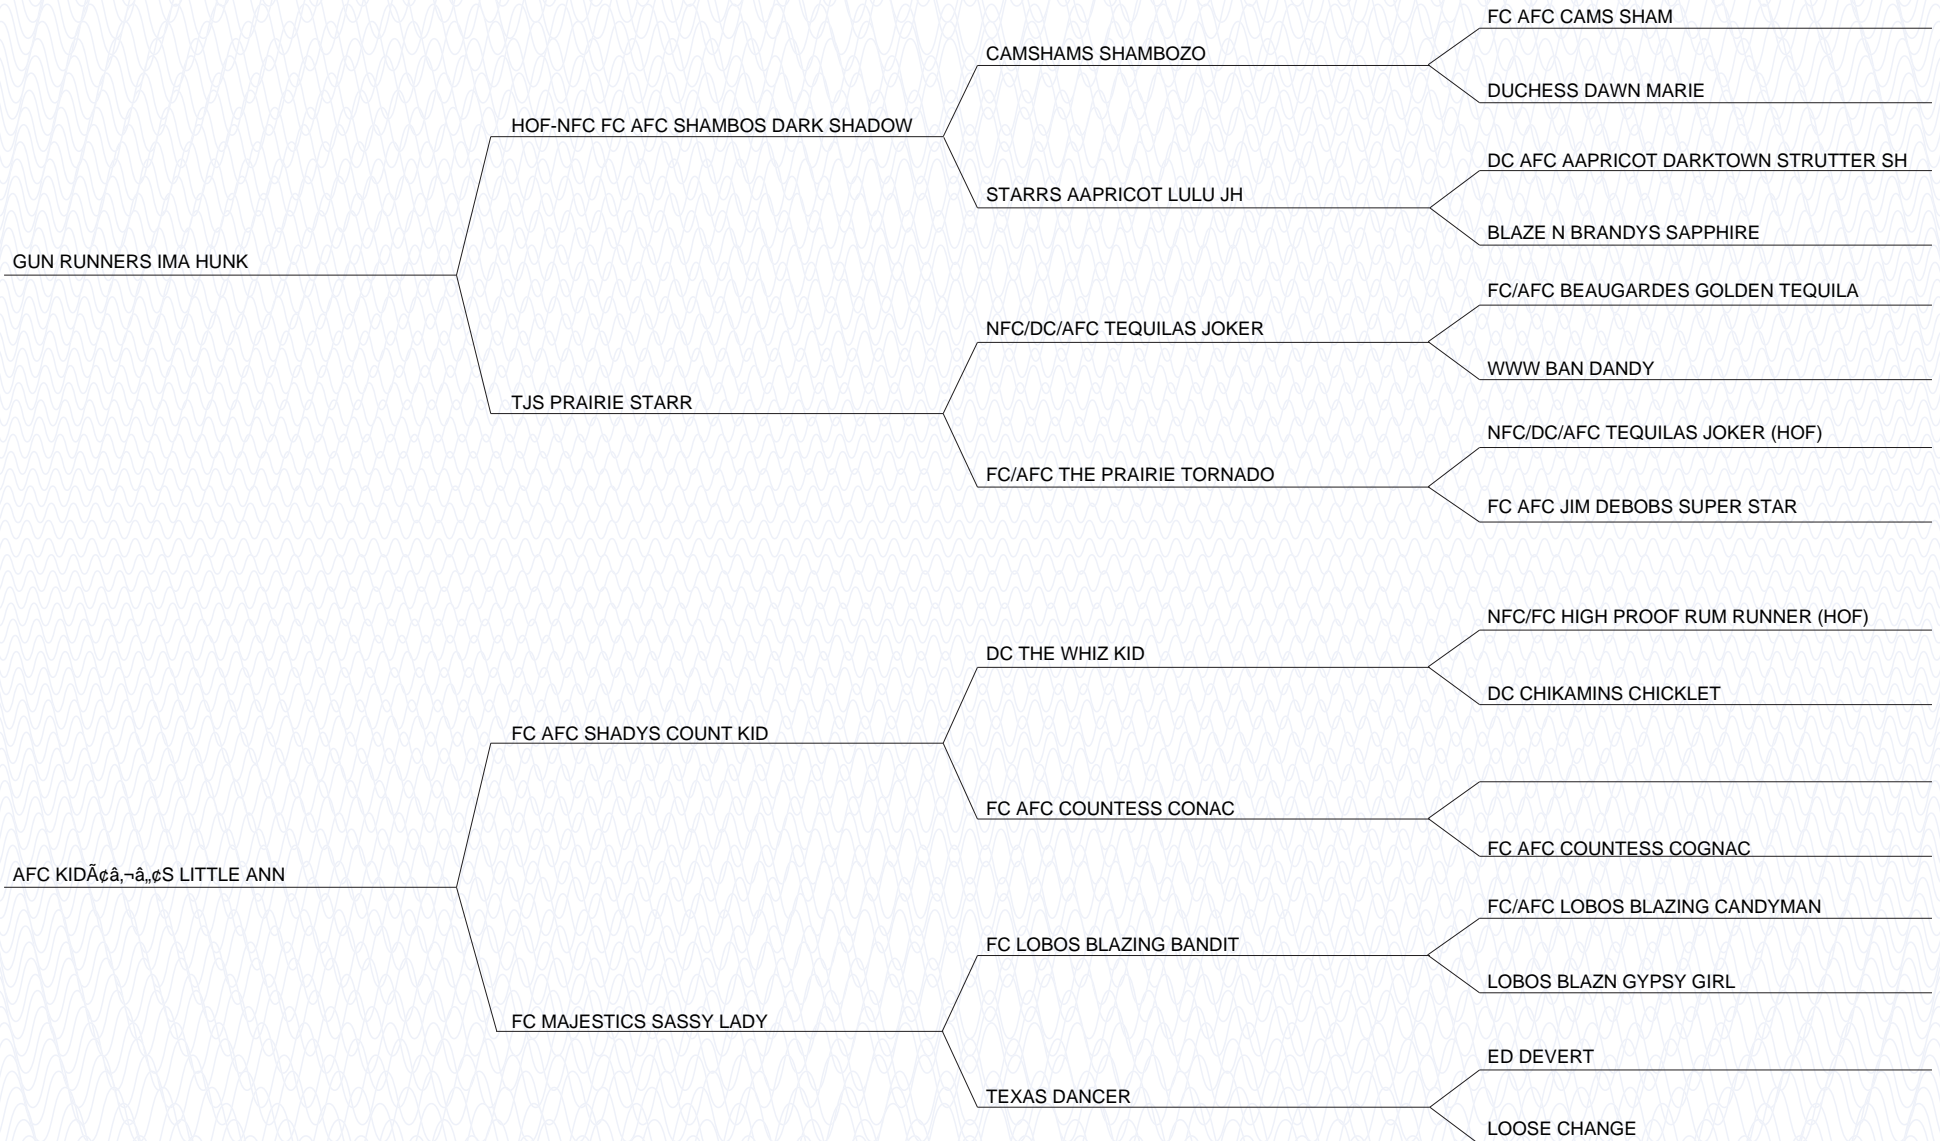 FC AFC CAMS SHAM
CAMSHAMS SHAMBOZO
DUCHESS DAWN MARIE
HOF-NFC FC AFC SHAMBOS DARK SHADOW
DC AFC AAPRICOT DARKTOWN STRUTTER SH
STARRS AAPRICOT LULU JH
BLAZE N BRANDYS SAPPHIRE
GUN RUNNERS IMA HUNK
FC/AFC BEAUGARDES GOLDEN TEQUILA
NFC/DC/AFC TEQUILAS JOKER
WWW BAN DANDY
TJS PRAIRIE STARR
NFC/DC/AFC TEQUILAS JOKER (HOF)
FC/AFC THE PRAIRIE TORNADO
FC AFC JIM DEBOBS SUPER STAR
NFC/FC HIGH PROOF RUM RUNNER (HOF)
DC THE WHIZ KID
DC CHIKAMINS CHICKLET
FC AFC SHADYS COUNT KID
FC AFC COUNTESS CONAC
FC AFC COUNTESS COGNAC
AFC KIDÃ¢â‚¬â„¢S LITTLE ANN
FC/AFC LOBOS BLAZING CANDYMAN
FC LOBOS BLAZING BANDIT
LOBOS BLAZN GYPSY GIRL
FC MAJESTICS SASSY LADY
ED DEVERT
TEXAS DANCER
LOOSE CHANGE